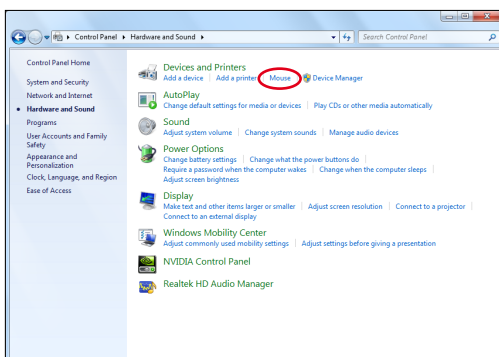 Control Panel ▸ Hardware and Sound ▸
Search Control Panel
Control Panel Home
System and Security
Network and Internet
Hardware and Sound
Programs
User Accounts and Family
Safety
Appearance and
Personalization
Clock, Language, and Region
Ease of Access
Devices and Printers
Add a device | Add a printer | Mouse | Device Manager
AutoPlay
Change default settings for media or devices | Play CDs or other media automatically
Sound
Adjust system volume | Change system sounds | Manage audio devices
Power Options
Change battery settings | Change what the power buttons do |
Require a password when the computer wakes | Change when the computer sleeps |
Adjust screen brightness
Display
Make text and other items larger or smaller | Adjust screen resolution | Connect to a projector |
Connect to an external display
Windows Mobility Center
Adjust commonly used mobility settings | Adjust settings before giving a presentation
NVIDIA Control Panel
Realtek HD Audio Manager